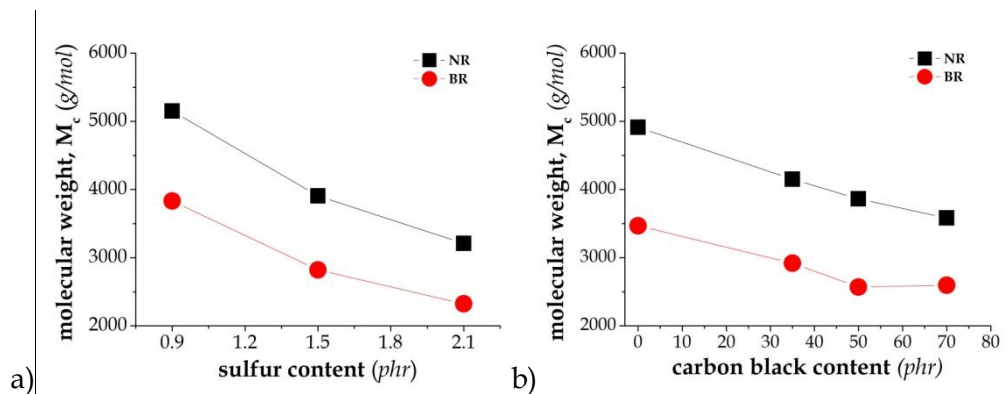 a)
molecular weight, M_c (g/mol)
6000
5000
4000
3000
2000
NR
BR
0.9 1.2 1.5 1.8 2.1
sulfur content (phr)
b)
molecular weight, M_c (g/mol)
6000
5000
4000
3000
2000
NR
BR
0 10 20 30 40 50 60 70 80
carbon black content (phr)